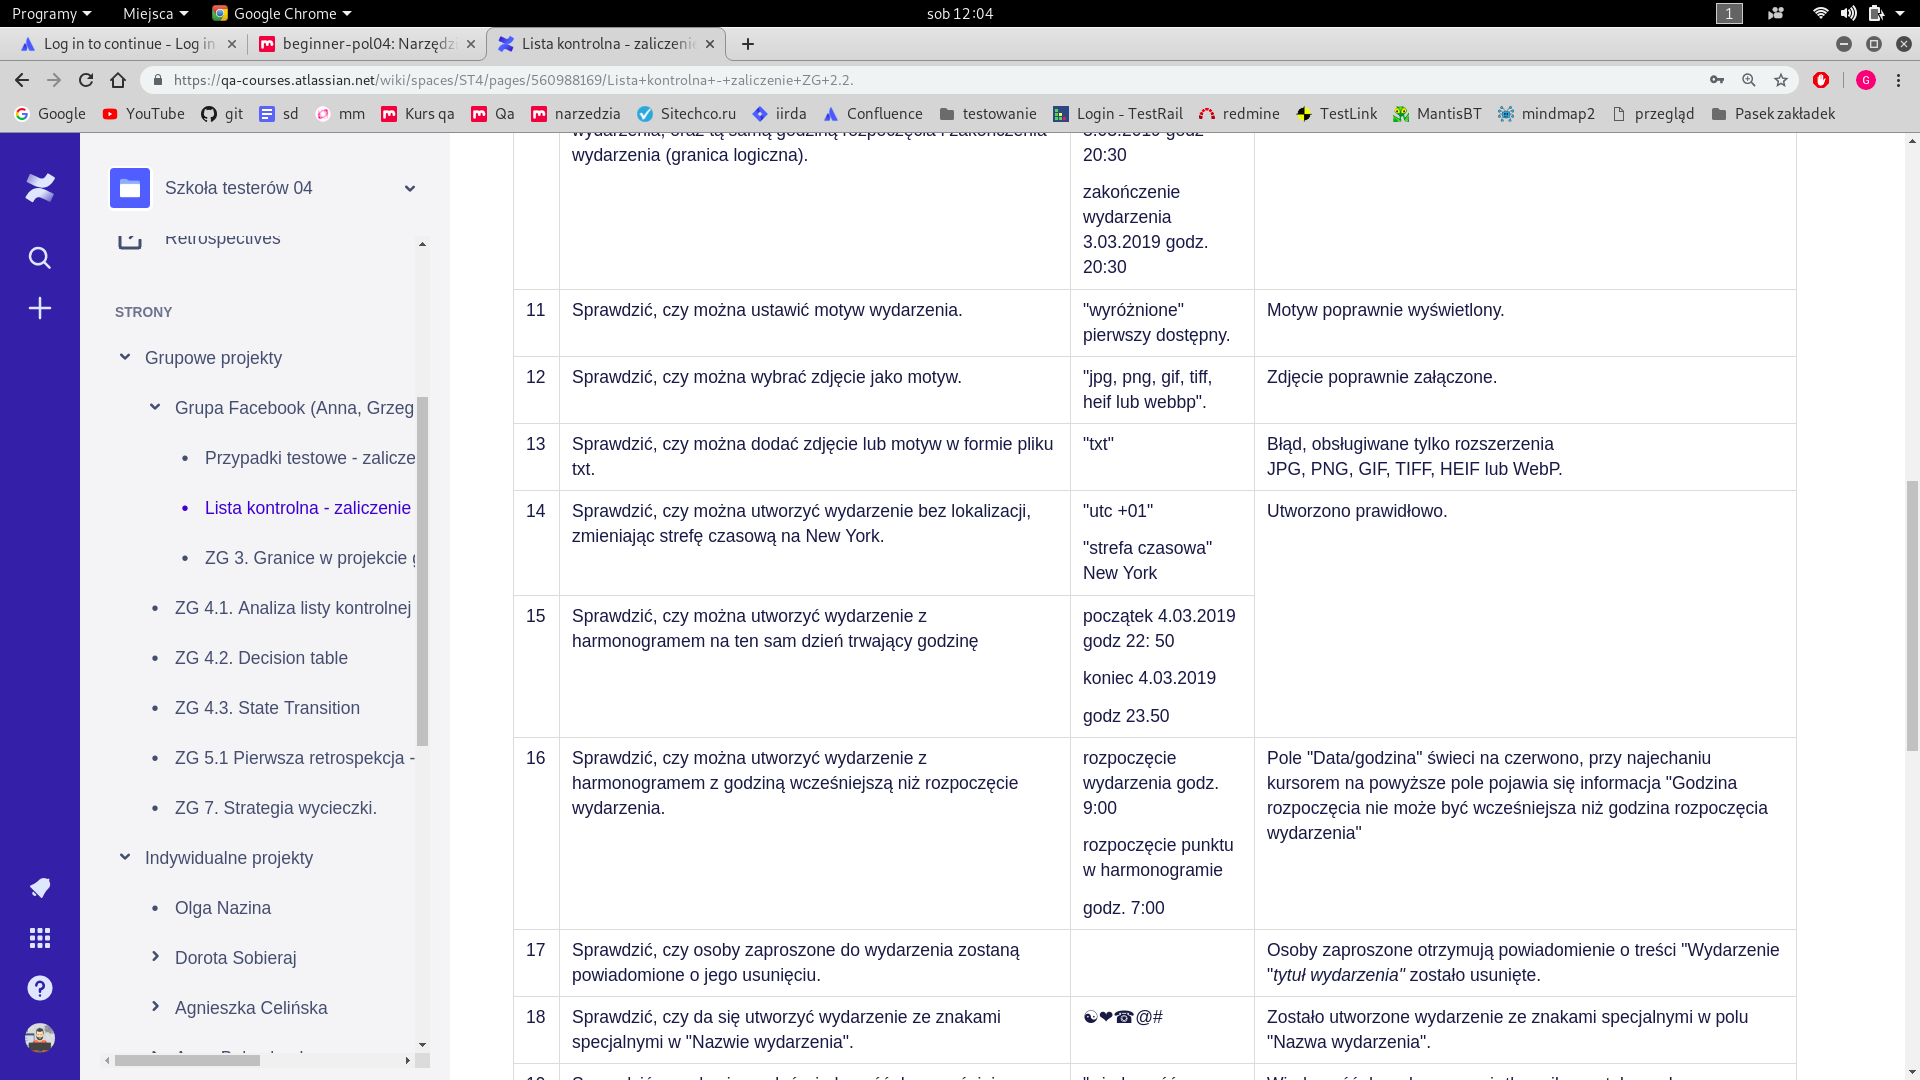 Programy Miejsca Google Chrome sob 12:04 1
Log in to continue - Log in beginner-pol04: Narzędzi Lista kontrolna - zaliczenie
https://qa-courses.atlassian.net/wiki/spaces/ST4/pages/560988169/Lista+kontrolna+-+zaliczenie+ZG+2.2. G
Google YouTube git sd mm Kurs qa Qa narzedzia Sitechco.ru iirda Confluence testowanie Login - TestRail redmine TestLink MantisBT mindmap2 przegląd Pasek zakładek
Szkoła testerów 04
Retrospectives
STRONY
Grupowe projekty
Grupa Facebook (Anna, Grzeg
Przypadki testowe - zalicze
Lista kontrolna - zaliczenie
ZG 3. Granice w projekcie g
ZG 4.1. Analiza listy kontrolnej
ZG 4.2. Decision table
ZG 4.3. State Transition
ZG 5.1 Pierwsza retrospekcja -
ZG 7. Strategia wycieczki.
Indywidualne projekty
Olga Nazina
Dorota Sobieraj
Agnieszka Celińska
wydarzenia, oraz tą samą godziną rozpoczęcia i zakończenia
wydarzenia (granica logiczna).
3.03.2019 godz
20:30
zakończenie
wydarzenia
3.03.2019 godz.
20:30
11 Sprawdzić, czy można ustawić motyw wydarzenia.
"wyróżnione"
pierwszy dostępny.
Motyw poprawnie wyświetlony.
12 Sprawdzić, czy można wybrać zdjęcie jako motyw.
"jpg, png, gif, tiff,
heif lub webbp".
Zdjęcie poprawnie załączone.
13 Sprawdzić, czy można dodać zdjęcie lub motyw w formie pliku
txt.
"txt"
Błąd, obsługiwane tylko rozszerzenia
JPG, PNG, GIF, TIFF, HEIF lub WebP.
14 Sprawdzić, czy można utworzyć wydarzenie bez lokalizacji,
zmieniając strefę czasową na New York.
"utc +01"
"strefa czasowa"
New York
Utworzono prawidłowo.
15 Sprawdzić, czy można utworzyć wydarzenie z
harmonogramem na ten sam dzień trwający godzinę
początek 4.03.2019
godz 22: 50
koniec 4.03.2019
godz 23.50
16 Sprawdzić, czy można utworzyć wydarzenie z
harmonogramem z godziną wcześniejszą niż rozpoczęcie
wydarzenia.
rozpoczęcie
wydarzenia godz.
9:00
rozpoczęcie punktu
w harmonogramie
godz. 7:00
Pole "Data/godzina" świeci na czerwono, przy najechaniu
kursorem na powyższe pole pojawia się informacja "Godzina
rozpoczęcia nie może być wcześniejsza niż godzina rozpoczęcia
wydarzenia"
17 Sprawdzić, czy osoby zaproszone do wydarzenia zostaną
powiadomione o jego usunięciu.
Osoby zaproszone otrzymują powiadomienie o treści "Wydarzenie
"tytuł wydarzenia" zostało usunięte.
18 Sprawdzić, czy da się utworzyć wydarzenie ze znakami
specjalnymi w "Nazwie wydarzenia".
☯❤☎@#
Zostało utworzone wydarzenie ze znakami specjalnymi w polu
"Nazwa wydarzenia".